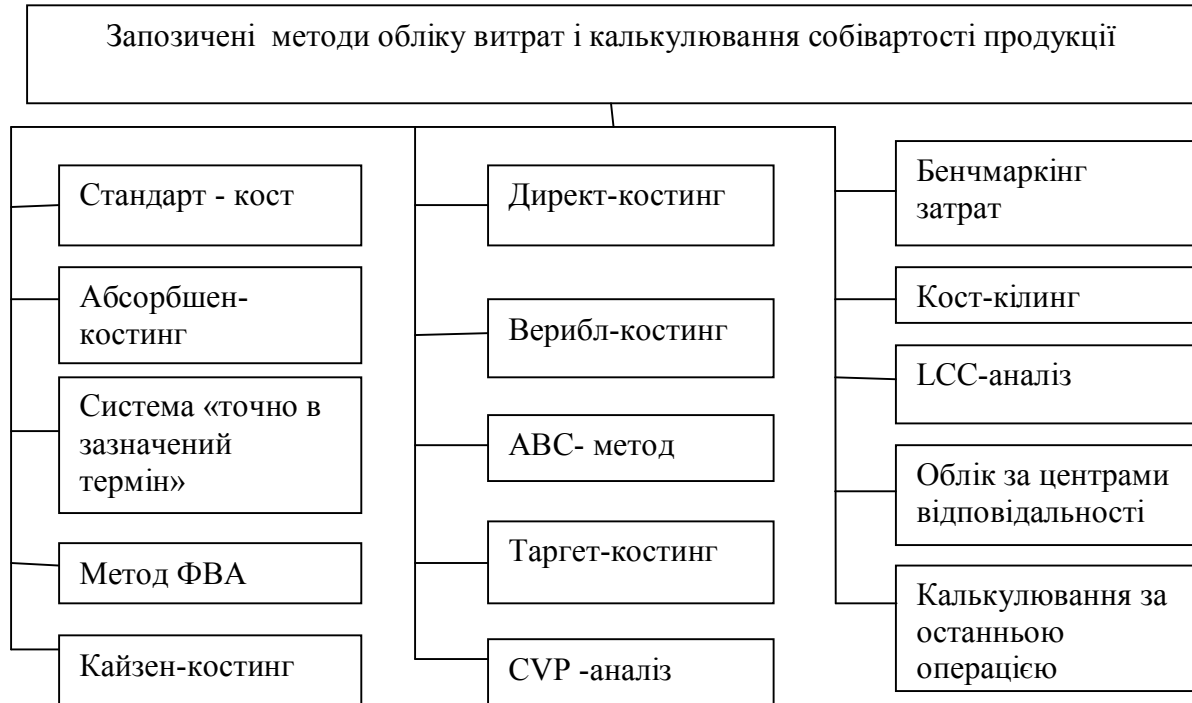 Запозичені методи обліку витрат і калькулювання собівартості продукції
Стандарт - кост
Абсорбшен-
костинг
Система «точно в
зазначений
термін»
Метод ФВА
Кайзен-костинг
Директ-костинг
Верибл-костинг
АВС- метод
Таргет-костинг
CVP -аналіз
Бенчмаркінг
затрат
Кост-кілинг
LCC-аналіз
Облік за центрами
відповідальності
Калькулювання за
останньою
операцією